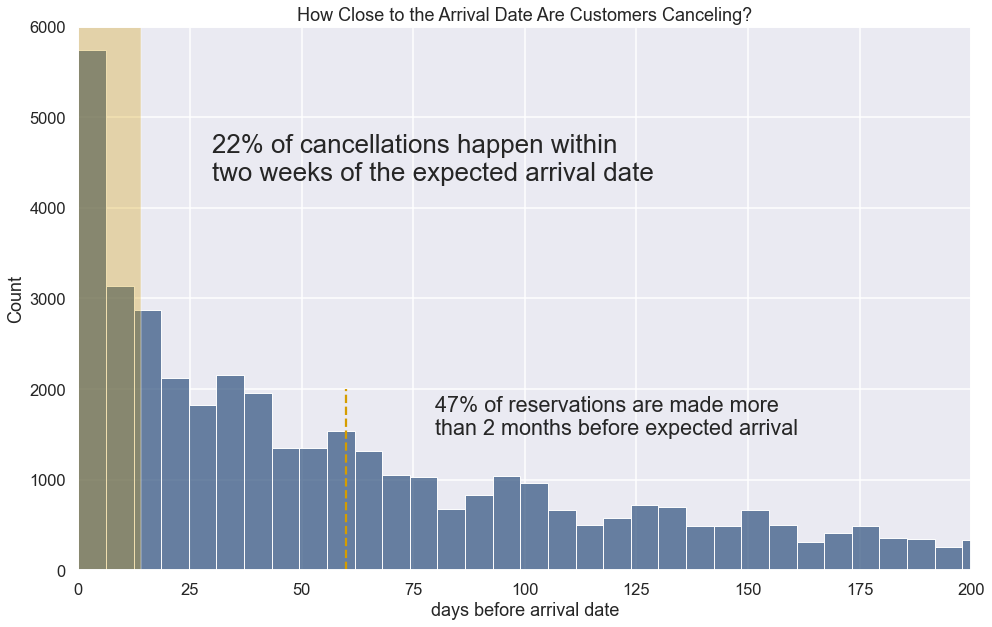 How Close to the Arrival Date Are Customers Canceling?
6000
5000
4000
3000
2000
1000
0
Count
22% of cancellations happen within
two weeks of the expected arrival date
47% of reservations are made more
than 2 months before expected arrival
0 25 50 75 100 125 150 175 200
days before arrival date